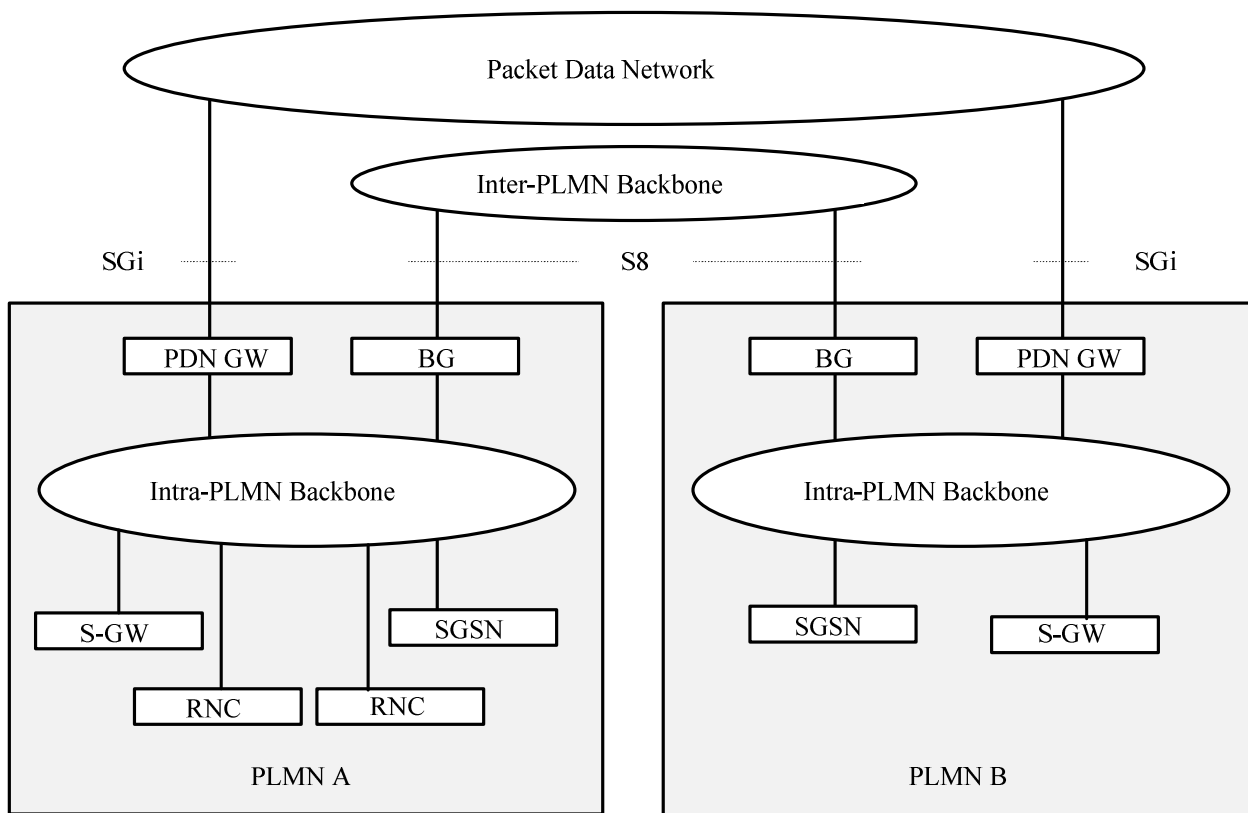 Packet Data Network
Inter-PLMN Backbone
SGi
S8
SGi
PDN GW
BG
BG
PDN GW
Intra-PLMN Backbone
Intra-PLMN Backbone
S-GW
SGSN
SGSN
S-GW
RNC
RNC
PLMN A
PLMN B